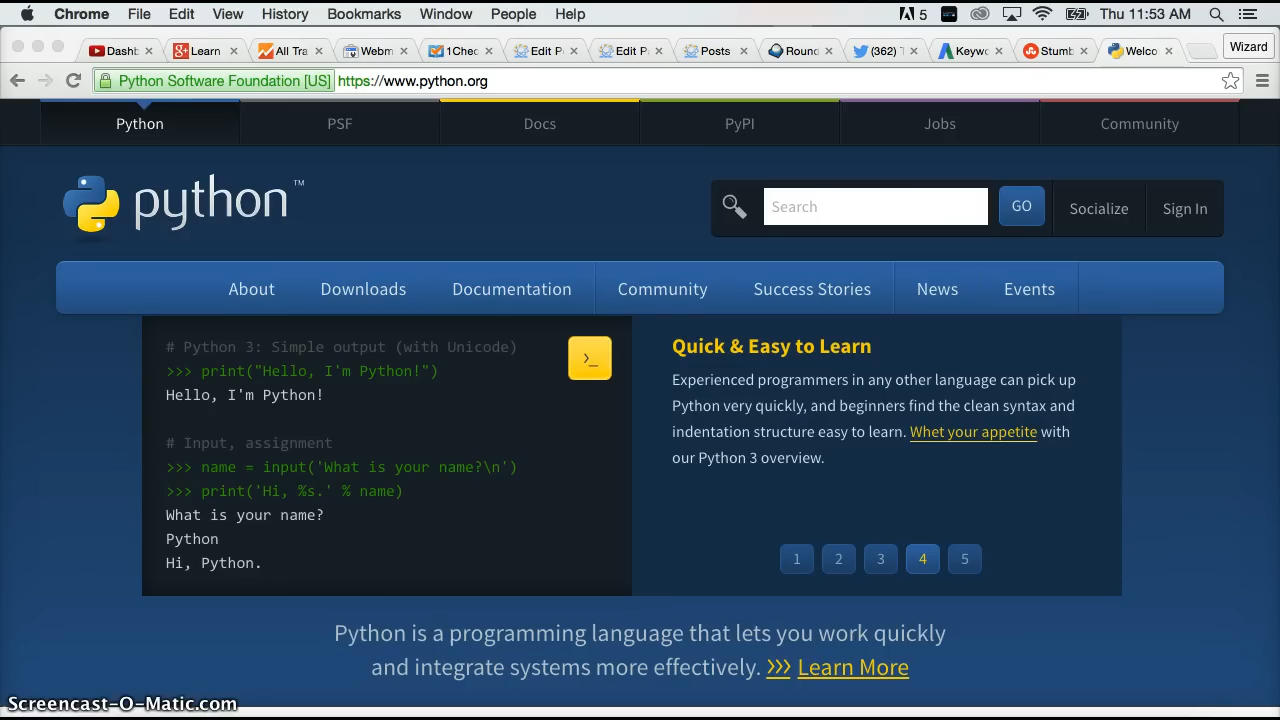 Chrome File Edit View History Bookmarks Window People Help 5 Thu 11:53 AM
Dashb Learn All Tra Webm 1Chec Edit P Edit P Posts Round (362) T Keywo Stumb Welco Wizard
Python Software Foundation [US] https://www.python.org
Python PSF Docs PyPI Jobs Community
python™
Search GO Socialize Sign In
About Downloads Documentation Community Success Stories News Events
# Python 3: Simple output (with Unicode)
>>> print("Hello, I'm Python!")
Hello, I'm Python!
# Input, assignment
>>> name = input('What is your name?\n')
>>> print('Hi, %s.' % name)
What is your name?
Python
Hi, Python.
>_
Quick & Easy to Learn
Experienced programmers in any other language can pick up
Python very quickly, and beginners find the clean syntax and
indentation structure easy to learn. Whet your appetite with
our Python 3 overview.
1 2 3 4 5
Python is a programming language that lets you work quickly
and integrate systems more effectively. >>> Learn More
Screencast-O-Matic.com